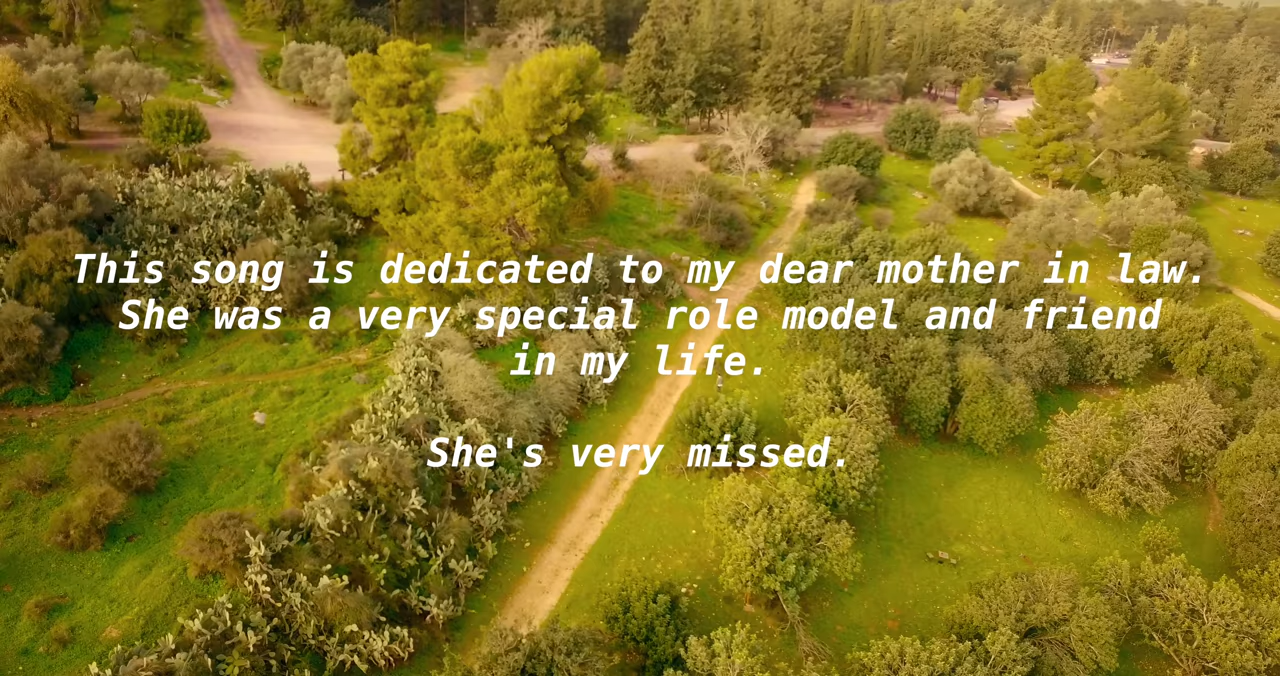 This song is dedicated to my dear mother in law.
She was a very special role model and friend
in my life.
She's very missed.